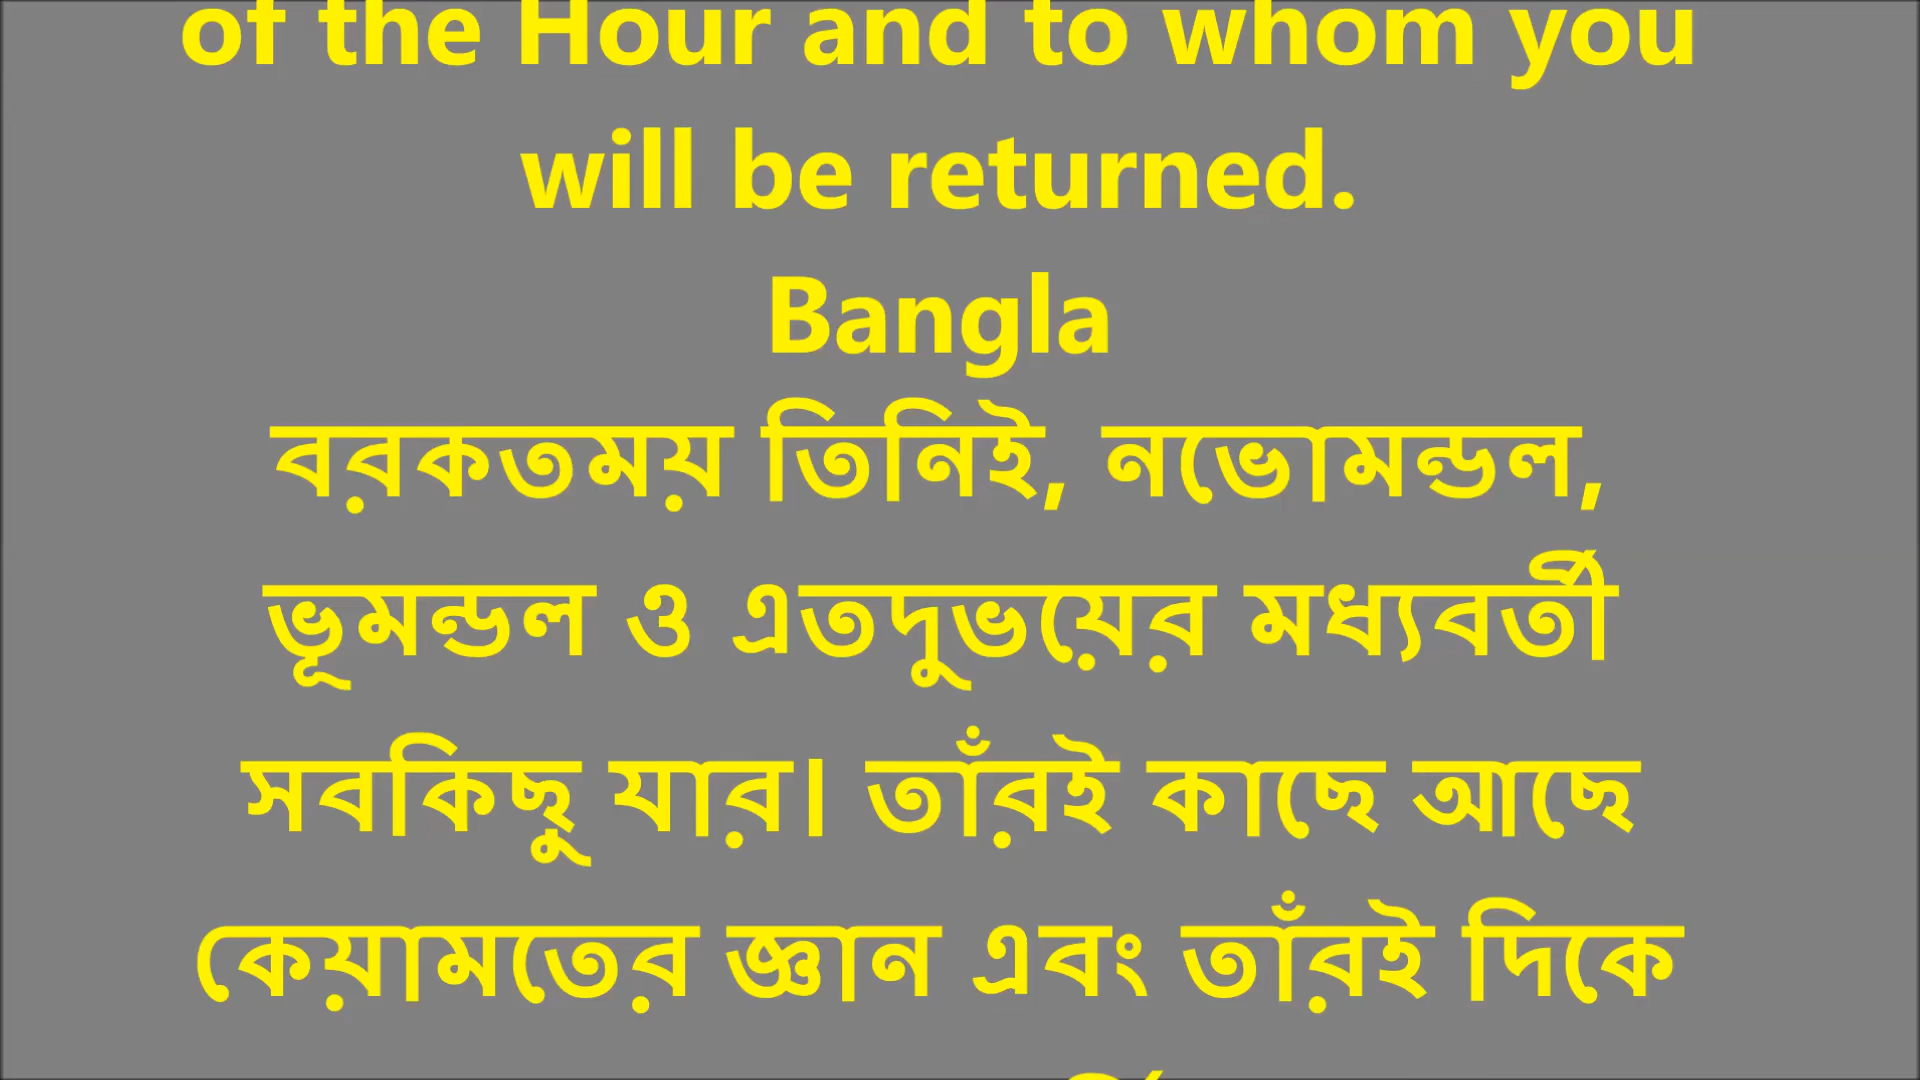 of the Hour and to whom you
will be returned.
Bangla
বরকতময় তিনিই, নভোমন্ডল,
ভূমন্ডল ও এতদুভয়ের মধ্যবর্তী
সবকিছু যার। তাঁরই কাছে আছে
কেয়ামতের জ্ঞান এবং তাঁরই দিকে